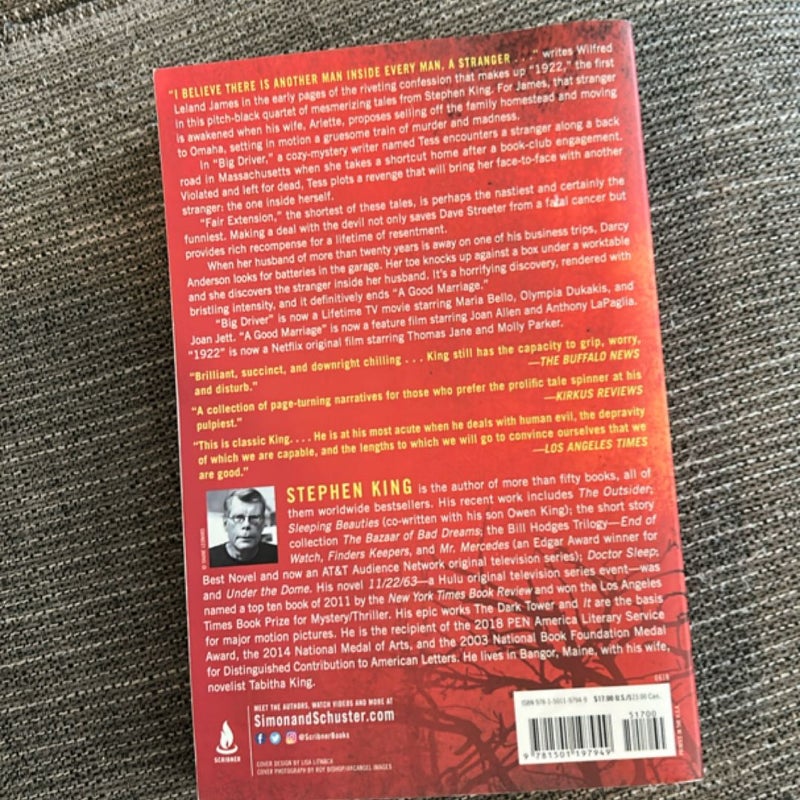 "I BELIEVE THERE IS ANOTHER MAN INSIDE EVERY MAN, A STRANGER . . ." writes Wilfred
Leland James in the early pages of the riveting confession that makes up "1922," the first
in this pitch-black quartet of mesmerizing tales from Stephen King. For James, that stranger
is awakened when his wife, Arlette, proposes selling off the family homestead and moving
to Omaha, setting in motion a gruesome train of murder and madness.
In "Big Driver," a cozy-mystery writer named Tess encounters a stranger along a back
road in Massachusetts when she takes a shortcut home after a book-club engagement.
Violated and left for dead, Tess plots a revenge that will bring her face-to-face with another
stranger: the one inside herself.
"Fair Extension," the shortest of these tales, is perhaps the nastiest and certainly the
funniest. Making a deal with the devil not only saves Dave Streeter from a fatal cancer but
provides rich recompense for a lifetime of resentment.
When her husband of more than twenty years is away on one of his business trips, Darcy
Anderson looks for batteries in the garage. Her toe knocks up against a box under a worktable
and she discovers the stranger inside her husband. It's a horrifying discovery, rendered with
bristling intensity, and it definitively ends "A Good Marriage."
"Big Driver" is now a Lifetime TV movie starring Maria Bello, Olympia Dukakis, and
Joan Jett. "A Good Marriage" is now a feature film starring Joan Allen and Anthony LaPaglia.
"1922" is now a Netflix original film starring Thomas Jane and Molly Parker.
"Brilliant, succinct, and downright chilling . . . King still has the capacity to grip, worry,
and disturb."
—THE BUFFALO NEWS
"A collection of page-turning narratives for those who prefer the prolific tale spinner at his
pulpiest."
—KIRKUS REVIEWS
"This is classic King. . . . He is at his most acute when he deals with human evil, the depravity
of which we are capable, and the lengths to which we will go to convince ourselves that we
are good."
—LOS ANGELES TIMES
STEPHEN KING is the author of more than fifty books, all of
them worldwide bestsellers. His recent work includes The Outsider;
Sleeping Beauties (co-written with his son Owen King); the short story
collection The Bazaar of Bad Dreams; the Bill Hodges Trilogy—End of
Watch, Finders Keepers, and Mr. Mercedes (an Edgar Award winner for
Best Novel and now an AT&T Audience Network original television series); Doctor Sleep;
and Under the Dome. His novel 11/22/63—a Hulu original television series event—was
named a top ten book of 2011 by the New York Times Book Review and won the Los Angeles
Times Book Prize for Mystery/Thriller. His epic works The Dark Tower and It are the basis
for major motion pictures. He is the recipient of the 2018 PEN America Literary Service
Award, the 2014 National Medal of Arts, and the 2003 National Book Foundation Medal
for Distinguished Contribution to American Letters. He lives in Bangor, Maine, with his wife,
novelist Tabitha King.
MEET THE AUTHORS, WATCH VIDEOS AND MORE AT
SimonandSchuster.com
@ScribnerBooks
SCRIBNER
COVER DESIGN BY LISA LITWACK
COVER PHOTOGRAPH BY ROY BISHOP/ARCANGEL IMAGES
ISBN 978-1-5011-9794-9 $17.00 U.S./$23.00 Can.
51700
9 781501 197949